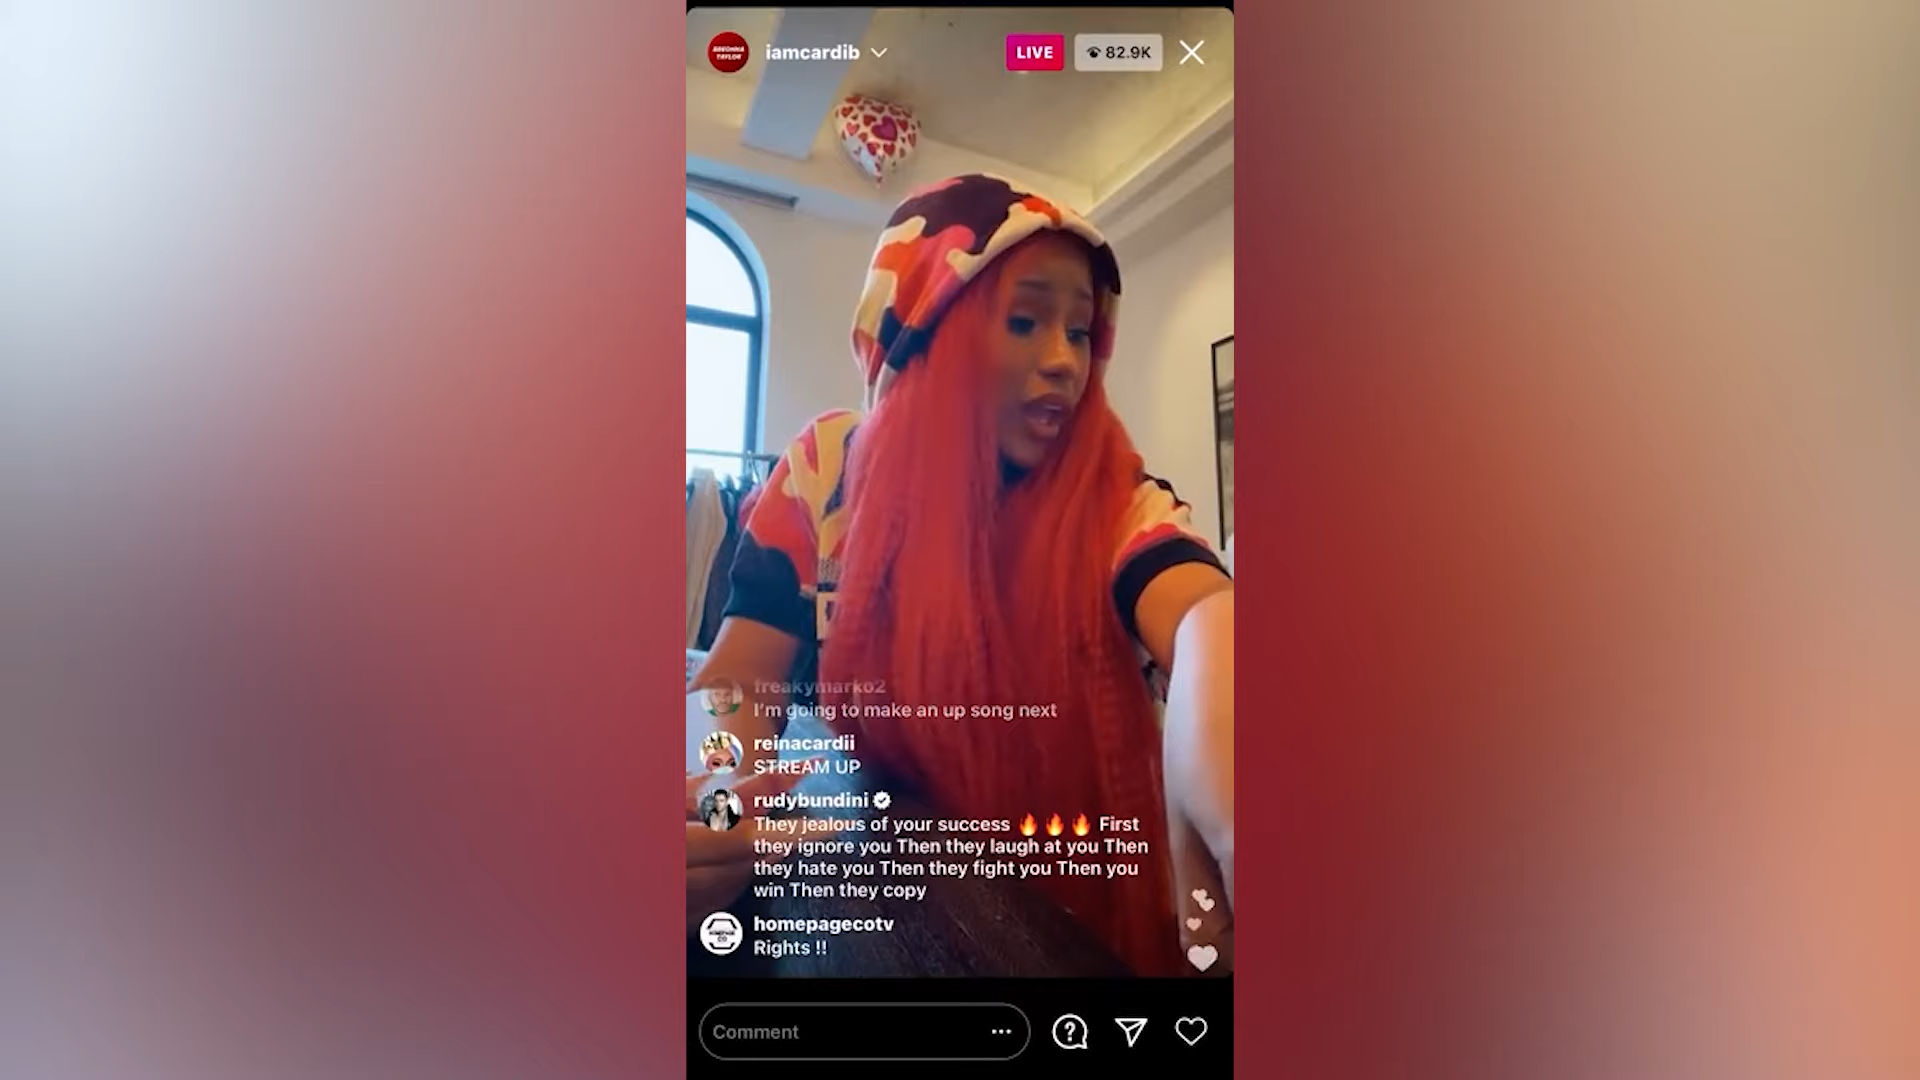 BREONNA
TAYLOR
iamcardib
LIVE
82.9K
freakymarko2
I'm going to make an up song next
reinacardii
STREAM UP
rudybundini
They jealous of your success 🔥🔥🔥 First
they ignore you Then they laugh at you Then
they hate you Then they fight you Then you
win Then they copy
homepagecotv
Rights !!
Comment